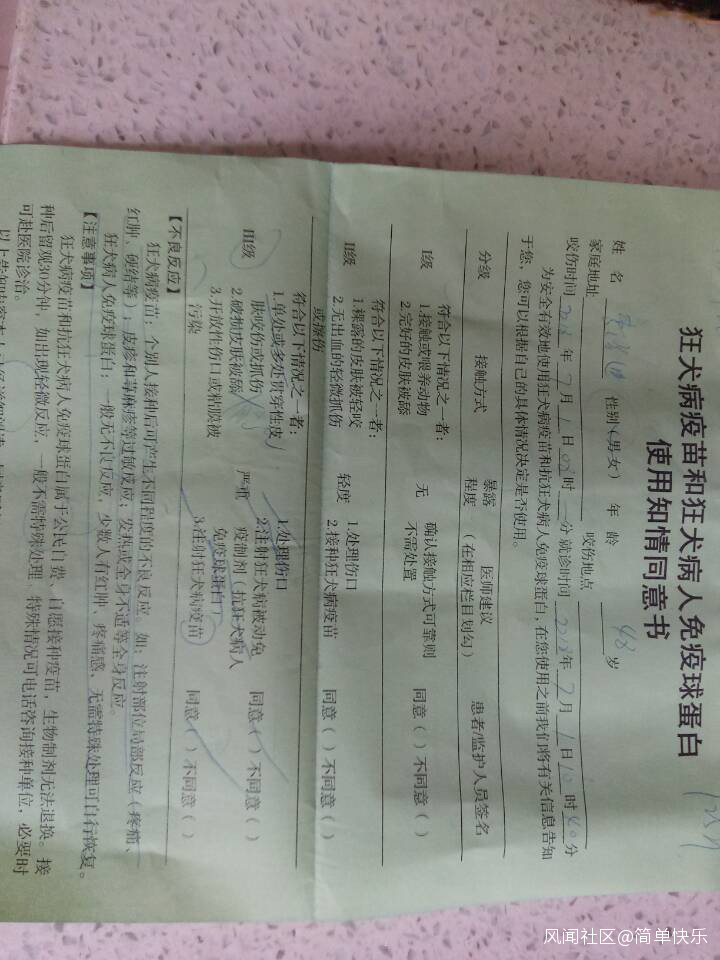 狂犬病疫苗和狂犬病人免疫球蛋白
使用知情同意书
姓 名 性别(男女) 年 龄 48 岁
家庭地址 咬伤地点
咬伤时间 年 7 月 1 日 时 分 就诊时间 2018 年 7 月 1 日 10 时 40 分
为安全有效地使用狂犬病疫苗和抗狂犬病人免疫球蛋白,在您使用之前我们将有关信息告知
于您,您可以根据自己的具体情况决定是否使用。
分级 接触方式 暴露程度 医师建议(在相应栏目划勾) 患者/监护人员签名
I级 符合以下情况之一者:
1.接触或喂养动物
2.完好的皮肤被舔
无 确认接触方式可靠则
不需处置
同意( )不同意( )
II级 符合以下情况之一者:
1.裸露的皮肤被轻咬
2.无出血的轻微抓伤
或擦伤
轻度 1.处理伤口
2.接种狂犬病疫苗
同意( )不同意( )
III级 符合以下情况之一者:
1.单处或多处贯穿性皮
肤咬伤或抓伤
2.破损皮肤被舔
3.开放性伤口或粘膜被
污染
严重 1.处理伤口
2.注射狂犬病被动免
疫制剂(抗狂犬病人
免疫球蛋白)
3.注射狂犬病疫苗
同意( )不同意( )
同意( )不同意( )
【不良反应】
狂犬病疫苗:个别人接种后可产生不同程度的不良反应,如:注射部位局部反应(疼痛、
红肿、硬结等)、皮疹和荨麻疹等过敏反应;发热或全身不适等全身反应。
狂犬病人免疫球蛋白:一般无不良反应,少数人有红肿、疼痛感,无需特殊处理可自行恢复。
【注意事项】
狂犬病疫苗和抗狂犬病人免疫球蛋白属于公民自费、自愿接种疫苗,生物制剂无法退换。接
种后留观30分钟,如出现轻微反应,一般不需特殊处理,特殊情况可电话咨询接种单位,必要时
可赴医院诊治。
风闻社区@简单快乐